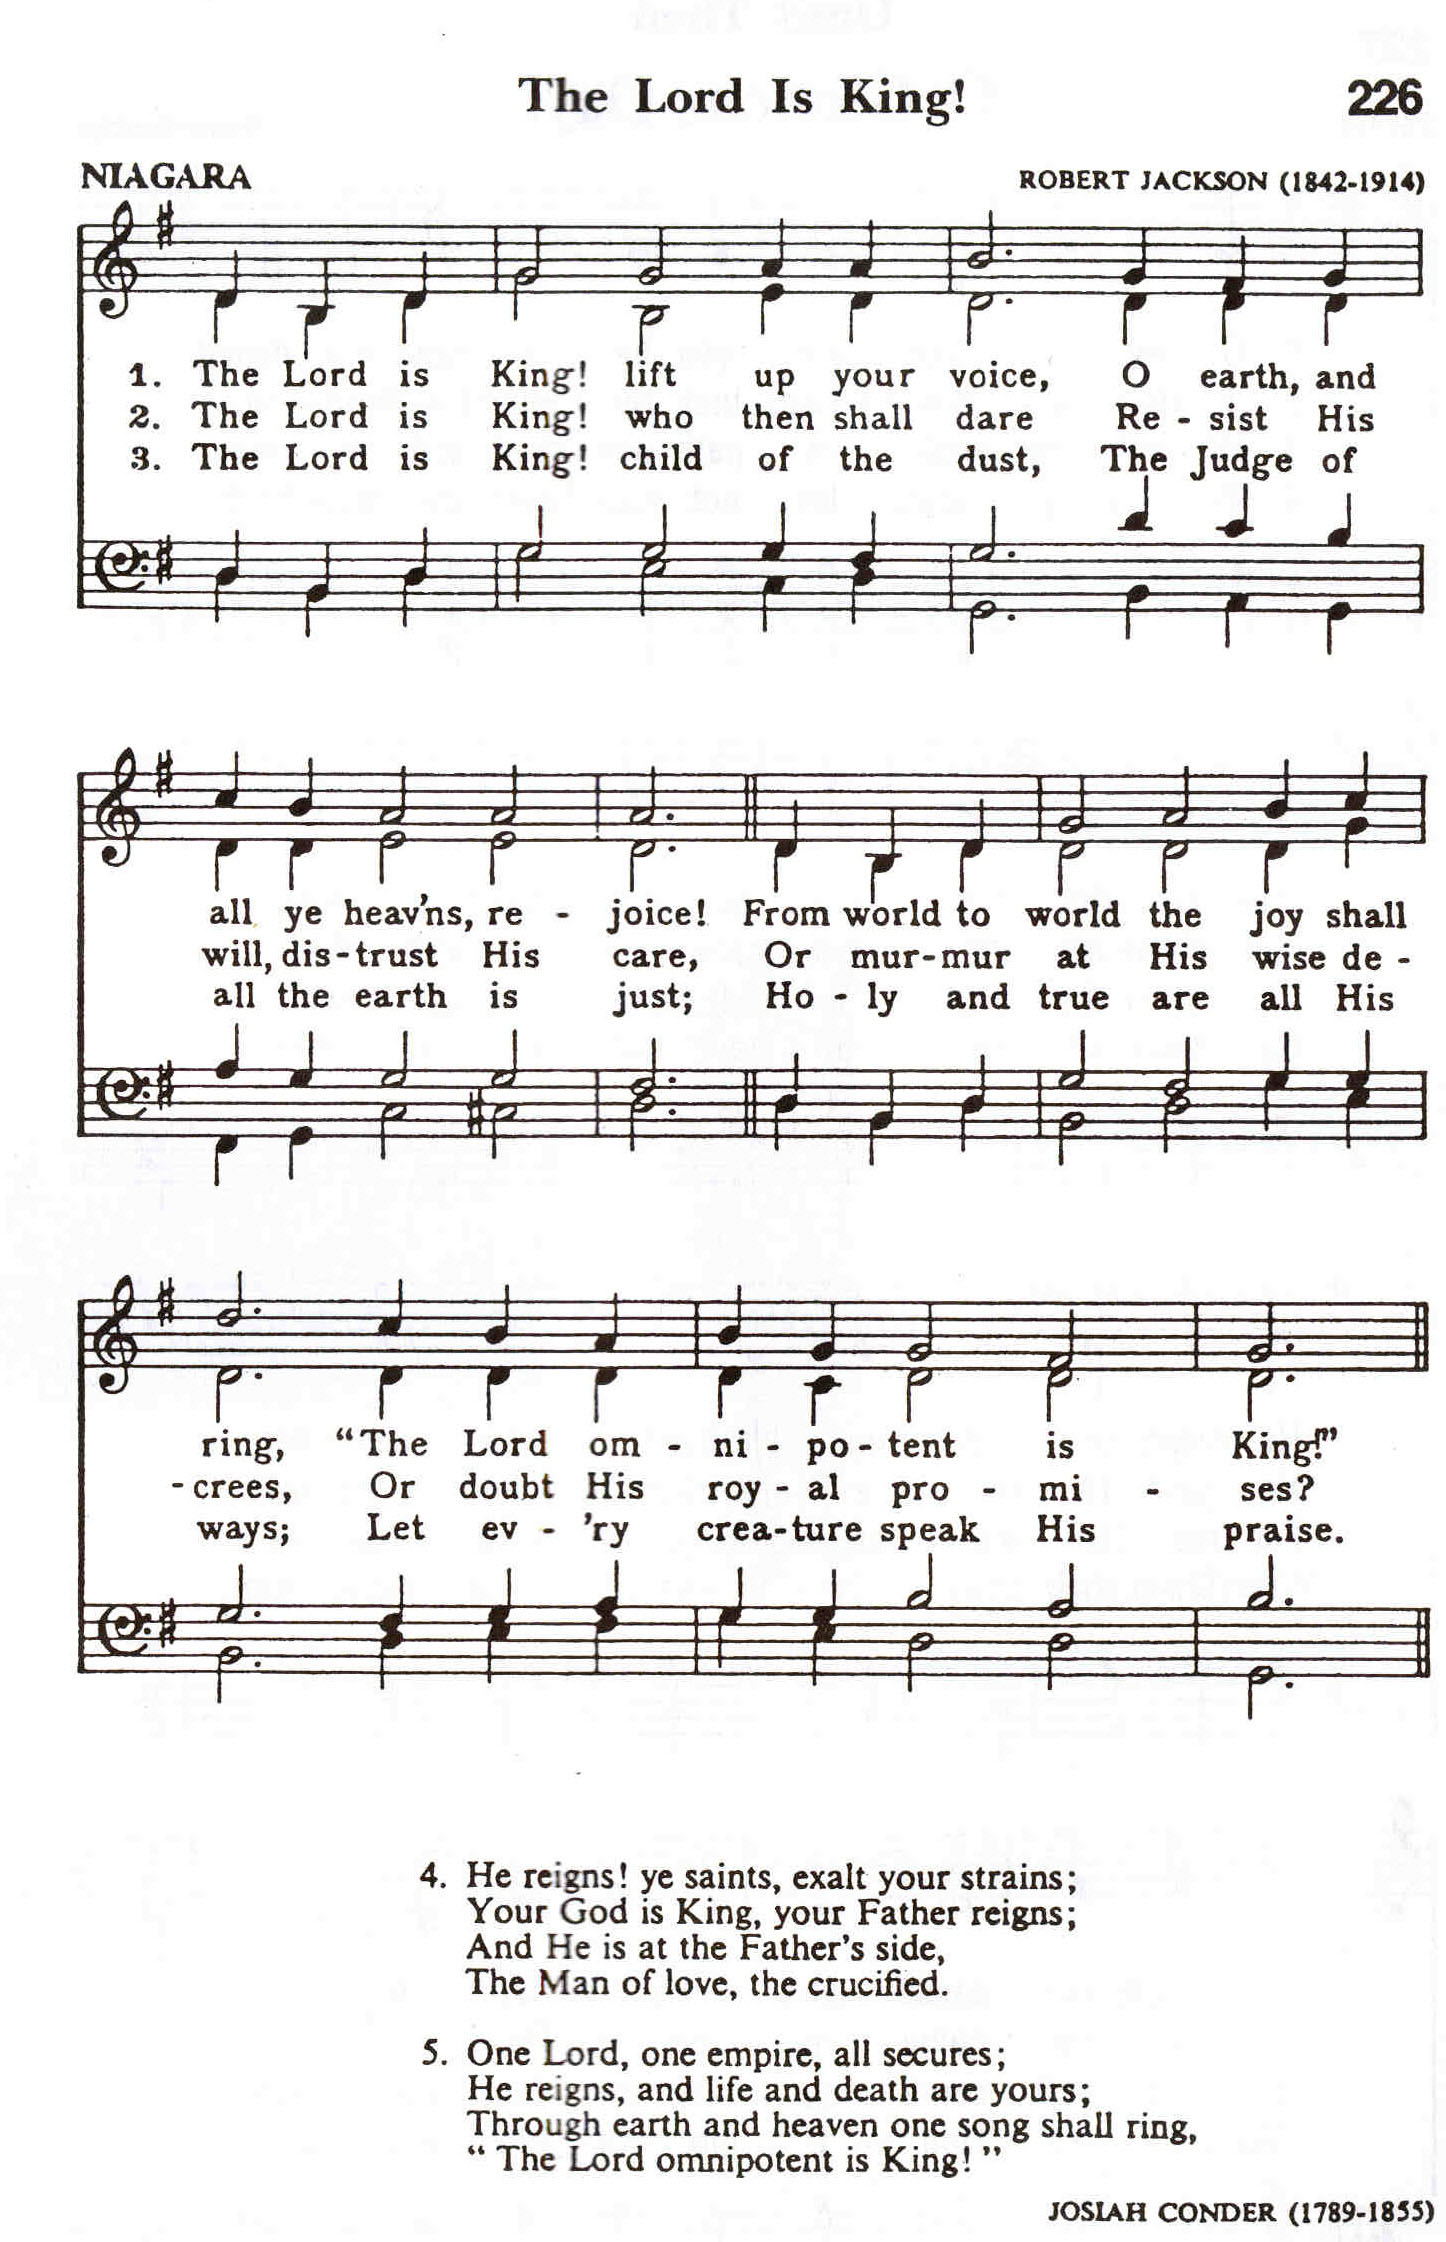 The Lord Is King! 226
NIAGARA ROBERT JACKSON (1842-1914)
1. The Lord is King! lift up your voice, O earth, and
2. The Lord is King! who then shall dare Re - sist His
3. The Lord is King! child of the dust, The Judge of
all ye heav'ns, re - joice! From world to world the joy shall
will, dis - trust His care, Or mur - mur at His wise de -
all the earth is just; Ho - ly and true are all His
ring, “The Lord om - ni - po - tent is King!”
- crees, Or doubt His roy - al pro - mi - ses?
ways; Let ev - 'ry crea - ture speak His praise.
4. He reigns! ye saints, exalt your strains;
Your God is King, your Father reigns;
And He is at the Father's side,
The Man of love, the crucified.
5. One Lord, one empire, all secures;
He reigns, and life and death are yours;
Through earth and heaven one song shall ring,
“ The Lord omnipotent is King! ”
JOSIAH CONDER (1789-1855)